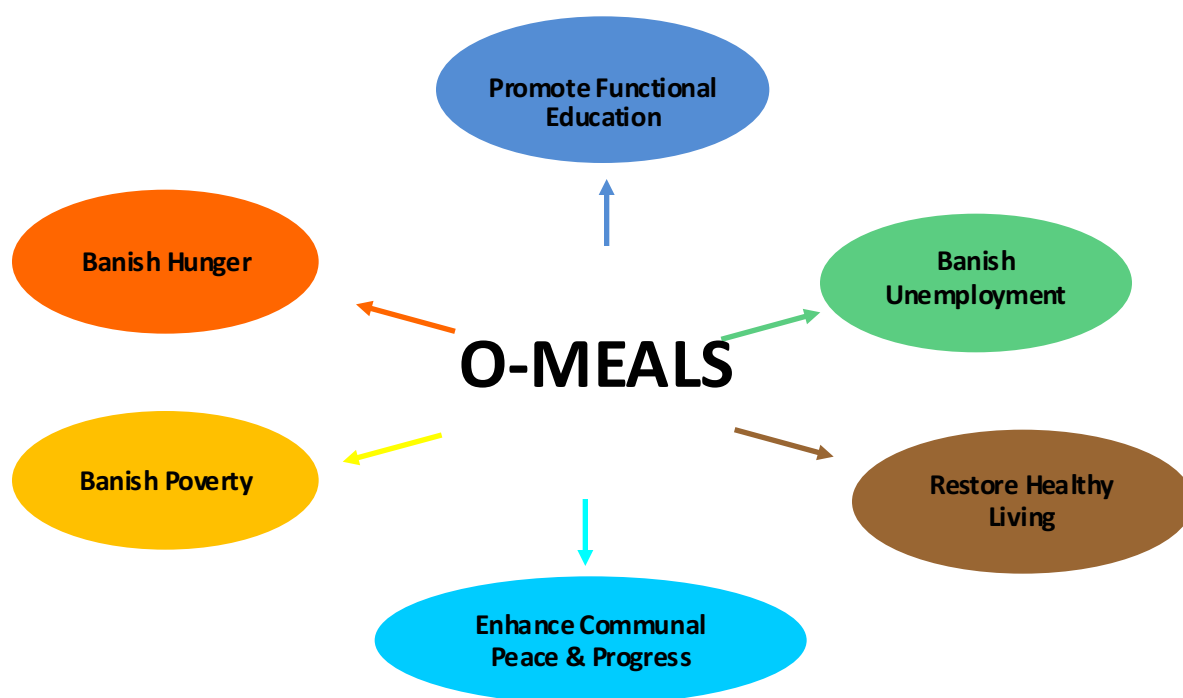 Promote Functional
Education
Banish Hunger
Banish
Unemployment
O-MEALS
Banish Poverty
Restore Healthy
Living
Enhance Communal
Peace & Progress